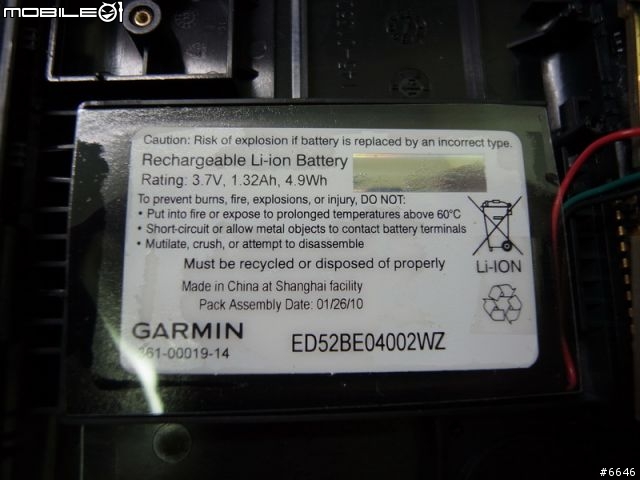 MOBILE01
Caution: Risk of explosion if battery is replaced by an incorrect type.
Rechargeable Li-ion Battery
Rating: 3.7V, 1.32Ah, 4.9Wh
To prevent burns, fire, explosions, or injury, DO NOT:
• Put into fire or expose to prolonged temperatures above 60°C
• Short-circuit or allow metal objects to contact battery terminals
• Mutilate, crush, or attempt to disassemble
Li-ION
Must be recycled or disposed of properly
Made in China at Shanghai facility
Pack Assembly Date: 01/26/10
GARMIN
361-00019-14
ED52BE04002WZ
#6646